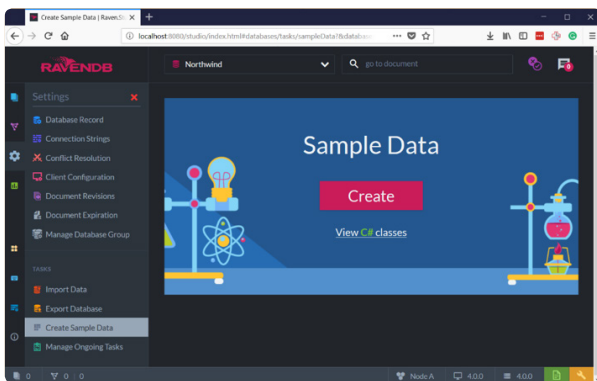 Create Sample Data | Raven.St
localhost:8080/studio/index.html#databases/tasks/sampleData?&database
RAVENDB
Northwind
go to document
0
Settings
Database Record
Connection Strings
Conflict Resolution
Client Configuration
Document Revisions
Document Expiration
Manage Database Group
TASKS
Import Data
Export Database
Create Sample Data
Manage Ongoing Tasks
Sample Data
Create
View C# classes
0
0
0
Node A
4.0.0
4.0.0